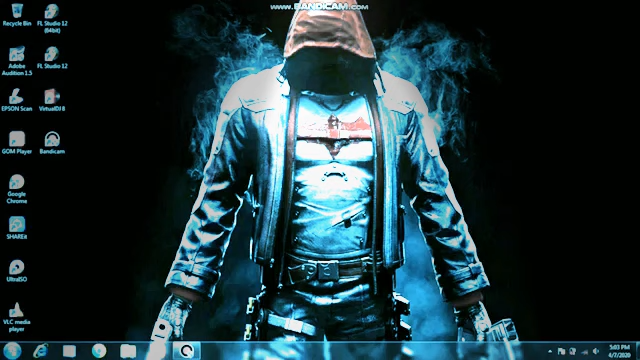 www.BANDICAM.com
Recycle Bin
FL Studio 12
(64bit)
Adobe
Audition 1.5
FL Studio 12
EPSON Scan
VirtualDJ 8
GOM Player
Bandicam
Google
Chrome
SHAREit
UltraISO
VLC media
player
5:03 PM
4/7/2020